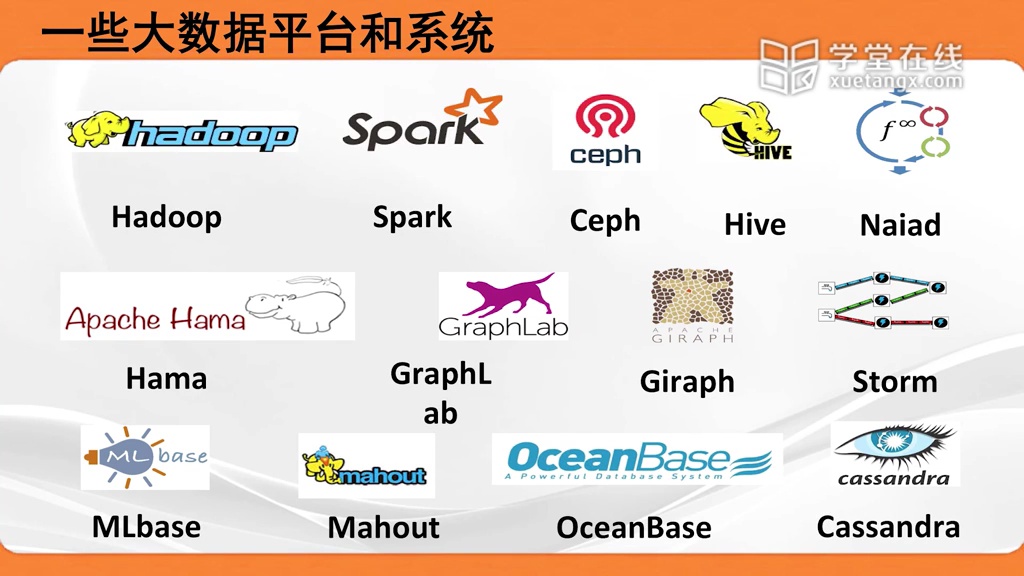 一些大数据平台和系统
学堂在线
xuetangx.com
hadoop
Spark
ceph
HIVE
f ∞
Hadoop
Spark
Ceph
Hive
Naiad
Apache Hama
GraphLab
APACHE
GIRAPH
Hama
GraphL
ab
Giraph
Storm
ML base
mahout
OceanBase
A Powerful Database System
cassandra
MLbase
Mahout
OceanBase
Cassandra